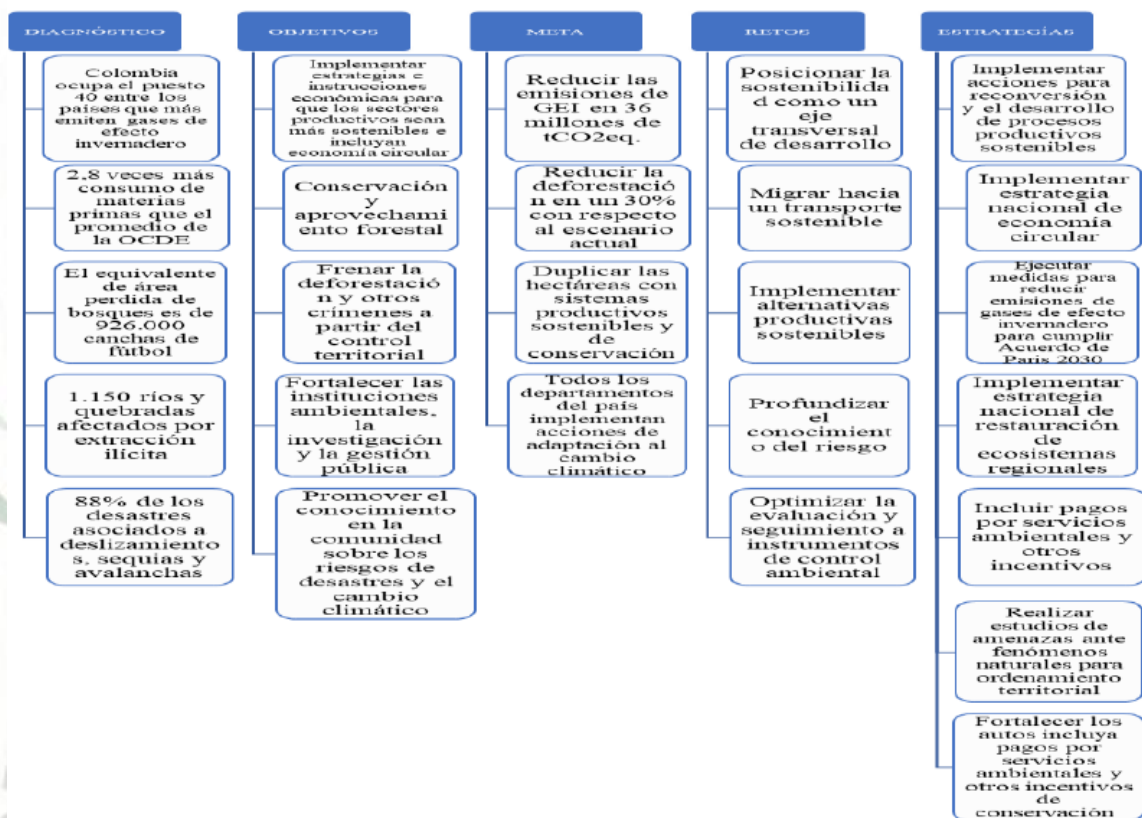 DIAGNÓSTICO
Colombia
ocupa el puesto
40 entre los
países que más
emiten gases de
efecto
invernadero
2,8 veces más
consumo de
materias
primas que el
promedio de
la OCDE
El equivalente
de área
perdida de
bosques es de
926.000
canchas de
fútbol
1.150 ríos y
quebradas
afectados por
extracción
ilícita
88% de los
desastres
asociados a
deslizamiento
s, sequias y
avalanchas
OBJETIVOS
Implementar
estrategias e
instrucciones
económicas para
que los sectores
productivos sean
más sostenibles e
incluyan
economía circular
Conservación
y
aprovechami
ento forestal
Frenar la
deforestació
n y otros
crímenes a
partir del
control
territorial
Fortalecer las
instituciones
ambientales,
la
investigación
y la gestión
pública
Promover el
conocimiento
en la
comunidad
sobre los
riesgos de
desastres y el
cambio
climático
META
Reducir las
emisiones de
GEI en 36
millones de
tCO2eq.
Reducir la
deforestació
n en un 30%
con respecto
al escenario
actual
Duplicar las
hectáreas con
sistemas
productivos
sostenibles y
de
conservación
Todos los
departamentos
del país
implementan
acciones de
adaptación al
cambio
climático
RETOS
Posicionar la
sostenibilida
d como un
eje
transversal
de desarrollo
Migrar hacia
un transporte
sostenible
Implementar
alternativas
productivas
sostenibles
Profundizar
el
conocimient
o del riesgo
Optimizar la
evaluación y
seguimiento a
instrumentos
de control
ambiental
ESTRATEGÍAS
Implementar
acciones para
reconversión
y el desarrollo
de procesos
productivos
sostenibles
Implementar
estrategia
nacional de
economía
circular
Ejecutar
medidas para
reducir
emisiones de
gases de efecto
invernadero
para cumplir
Acuerdo de
Paris 2030
Implementar
estrategia
nacional de
restauración
de
ecosistemas
regionales
Incluir pagos
por servicios
ambientales y
otros
incentivos
Realizar
estudios de
amenazas ante
fenómenos
naturales para
ordenamiento
territorial
Fortalecer los
autos incluya
pagos por
servicios
ambientales y
otros incentivos
de
conservación